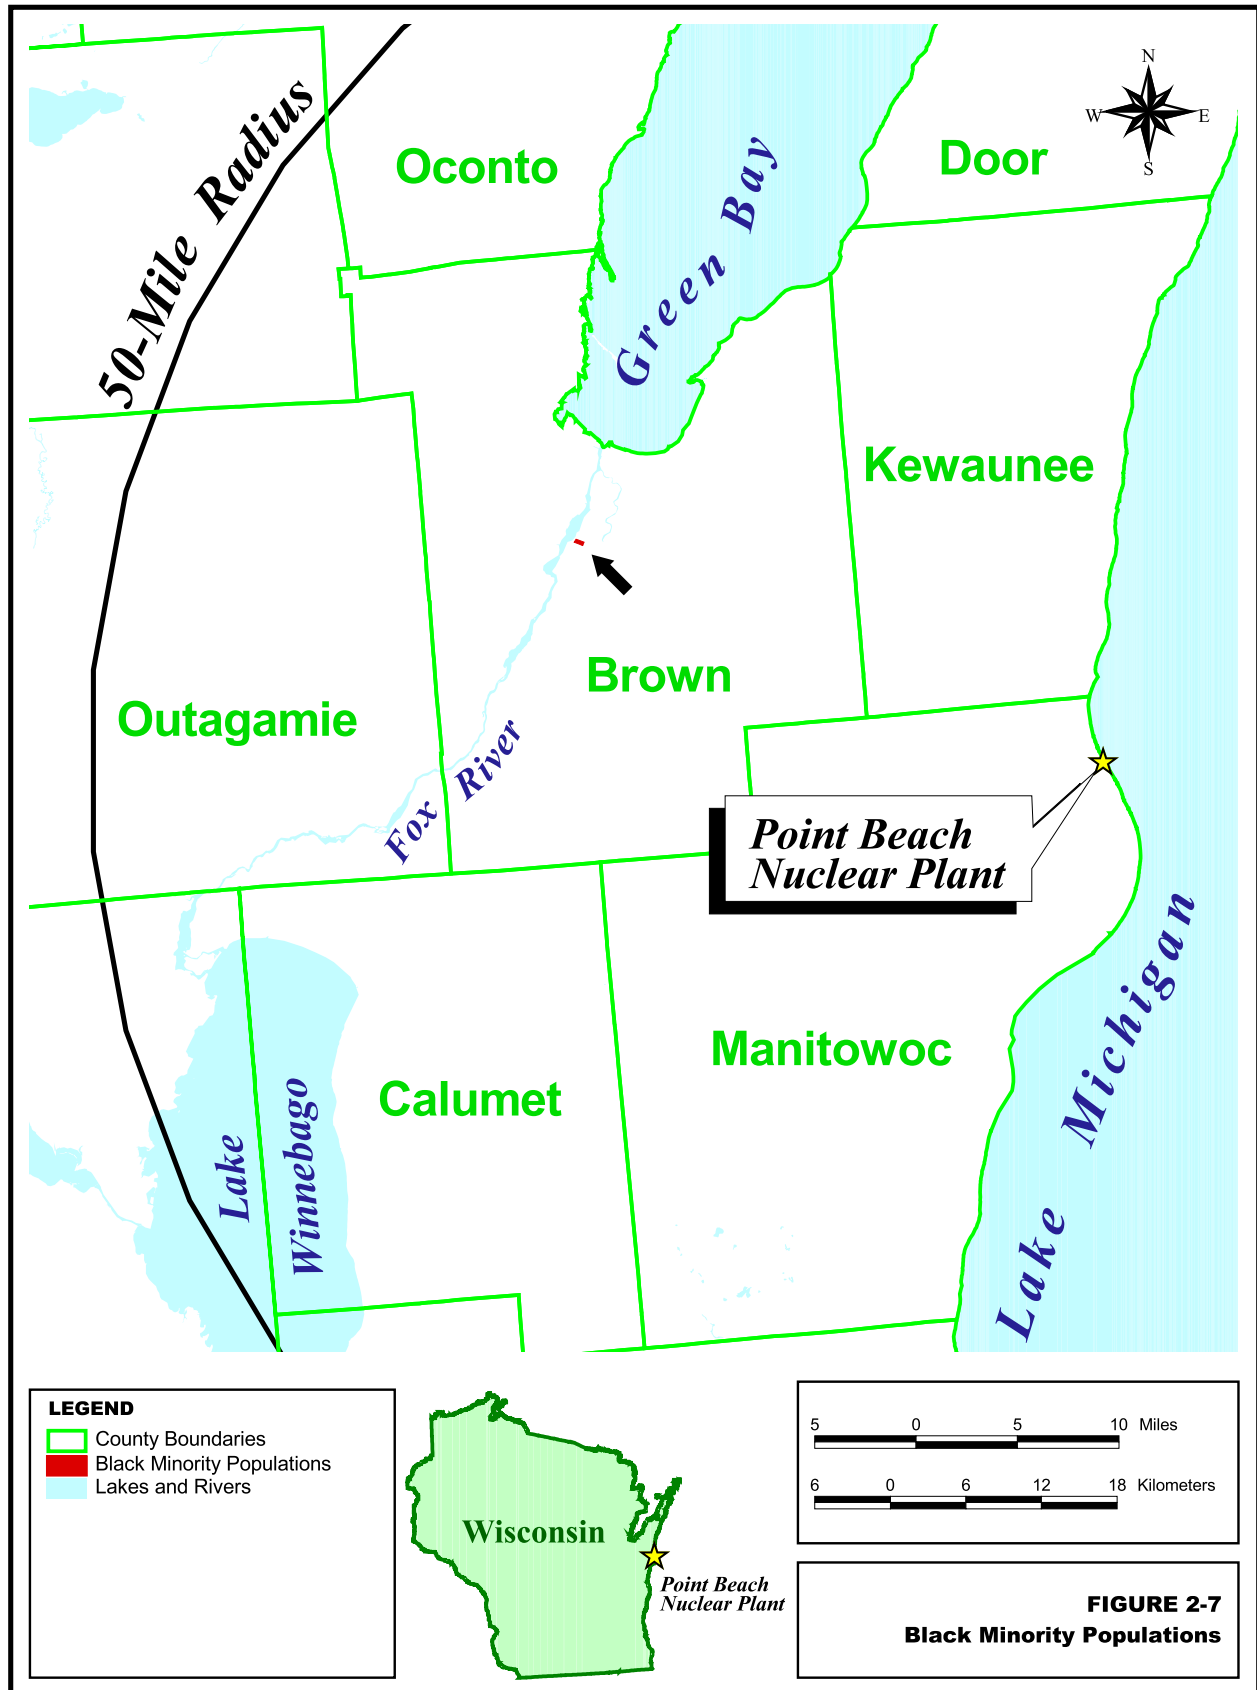 N
W E
S
50-Mile Radius
Oconto
Door
Green Bay
Kewaunee
Brown
Outagamie
Fox River
Point Beach
Nuclear Plant
Lake Michigan
Manitowoc
Calumet
Lake
Winnebago
LEGEND
County Boundaries
Black Minority Populations
Lakes and Rivers
Wisconsin
Point Beach
Nuclear Plant
5 0 5 10 Miles
6 0 6 12 18 Kilometers
FIGURE 2-7
Black Minority Populations